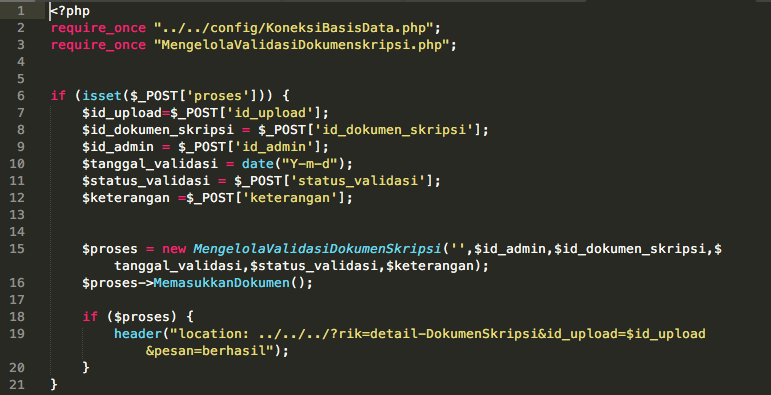 1 <?php
2 require_once "../../config/KoneksiBasisData.php";
3 require_once "MengelolaValidasiDokumenskripsi.php";
4
5
6 if (isset($_POST['proses'])) {
7 $id_upload=$_POST['id_upload'];
8 $id_dokumen_skripsi = $_POST['id_dokumen_skripsi'];
9 $id_admin = $_POST['id_admin'];
10 $tanggal_validasi = date("Y-m-d");
11 $status_validasi = $_POST['status_validasi'];
12 $keterangan =$_POST['keterangan'];
13
14
15 $proses = new MengelolaValidasiDokumenSkripsi('',$id_admin,$id_dokumen_skripsi,$
tanggal_validasi,$status_validasi,$keterangan);
16 $proses->MemasukkanDokumen();
17
18 if ($proses) {
19 header("location: ../../../?rik=detail-DokumenSkripsi&id_upload=$id_upload
&pesan=berhasil");
20 }
21 }